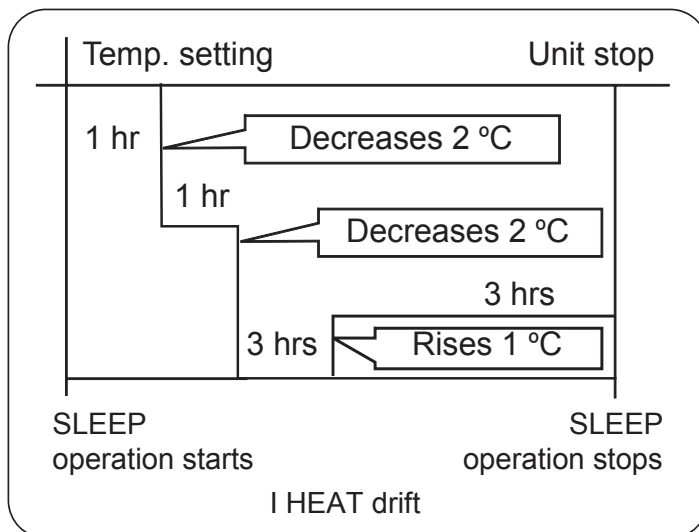 Temp. setting
Unit stop
1 hr
Decreases 2 ºC
1 hr
Decreases 2 ºC
3 hrs
3 hrs
Rises 1 ºC
SLEEP
operation starts
SLEEP
operation stops
I HEAT drift